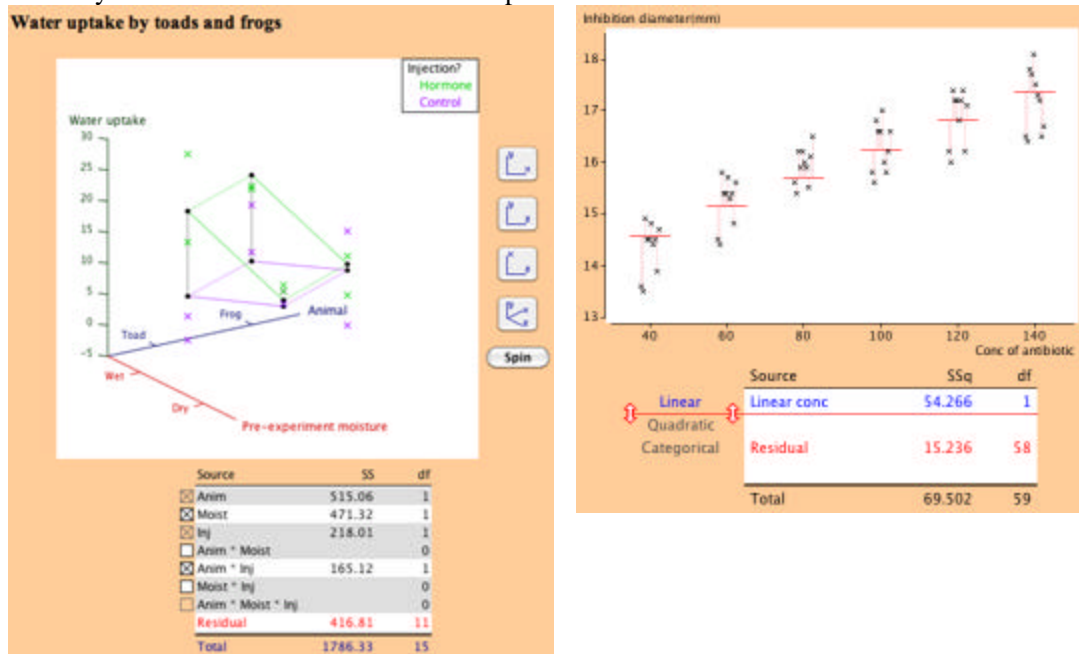 Water uptake by toads and frogs
Injection?
Hormone
Control
Water uptake
30
25
20
15
10
5
0
-5
Toad
Frog
Animal
Wet
Dry
Pre-experiment moisture
Spin
Source SS df
Anim 515.06 1
Moist 471.32 1
Inj 218.01 1
Anim * Moist 0
Anim * Inj 165.12 1
Moist * Inj 0
Anim * Moist * Inj 0
Residual 416.81 11
Total 1786.33 15
Inhibition diameter(mm)
18
17
16
15
14
13
40 60 80 100 120 140
Conc of antibiotic
Source SSq df
Linear Linear conc 54.266 1
Quadratic
Categorical Residual 15.236 58
Total 69.502 59